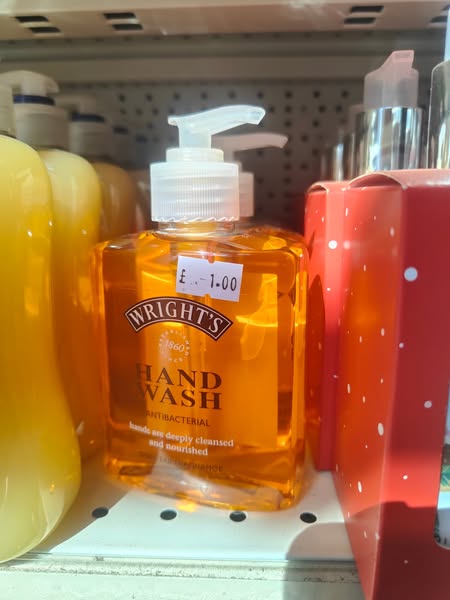 £ -1.00
WRIGHT'S
1860
HAND
WASH
ANTIBACTERIAL
hands are deeply cleansed
and nourished